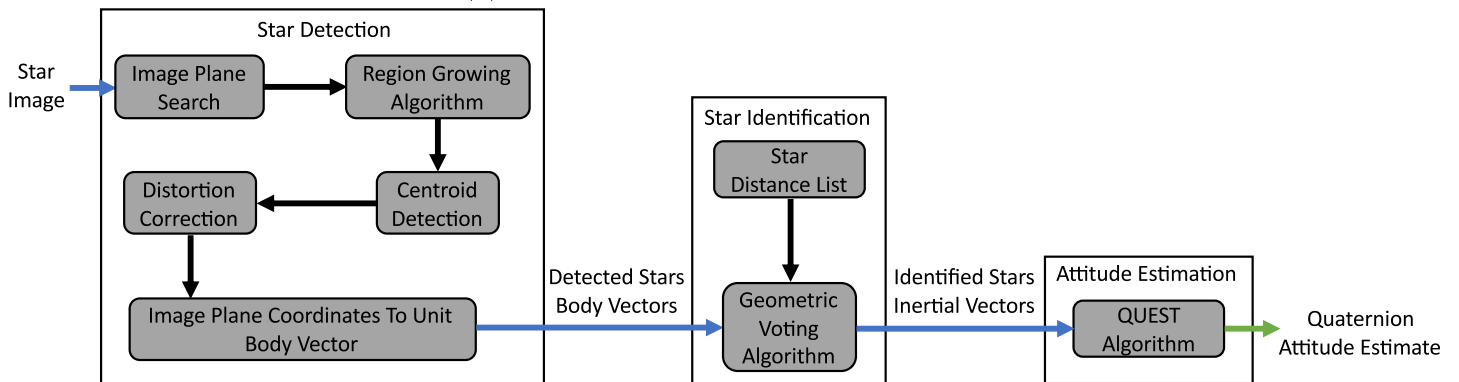 Star Detection
Star
Image
Image Plane
Search
Region Growing
Algorithm
Centroid
Detection
Distortion
Correction
Image Plane Coordinates To Unit
Body Vector
Detected Stars
Body Vectors
Star Identification
Star
Distance List
Geometric
Voting
Algorithm
Identified Stars
Inertial Vectors
Attitude Estimation
QUEST
Algorithm
Quaternion
Attitude Estimate